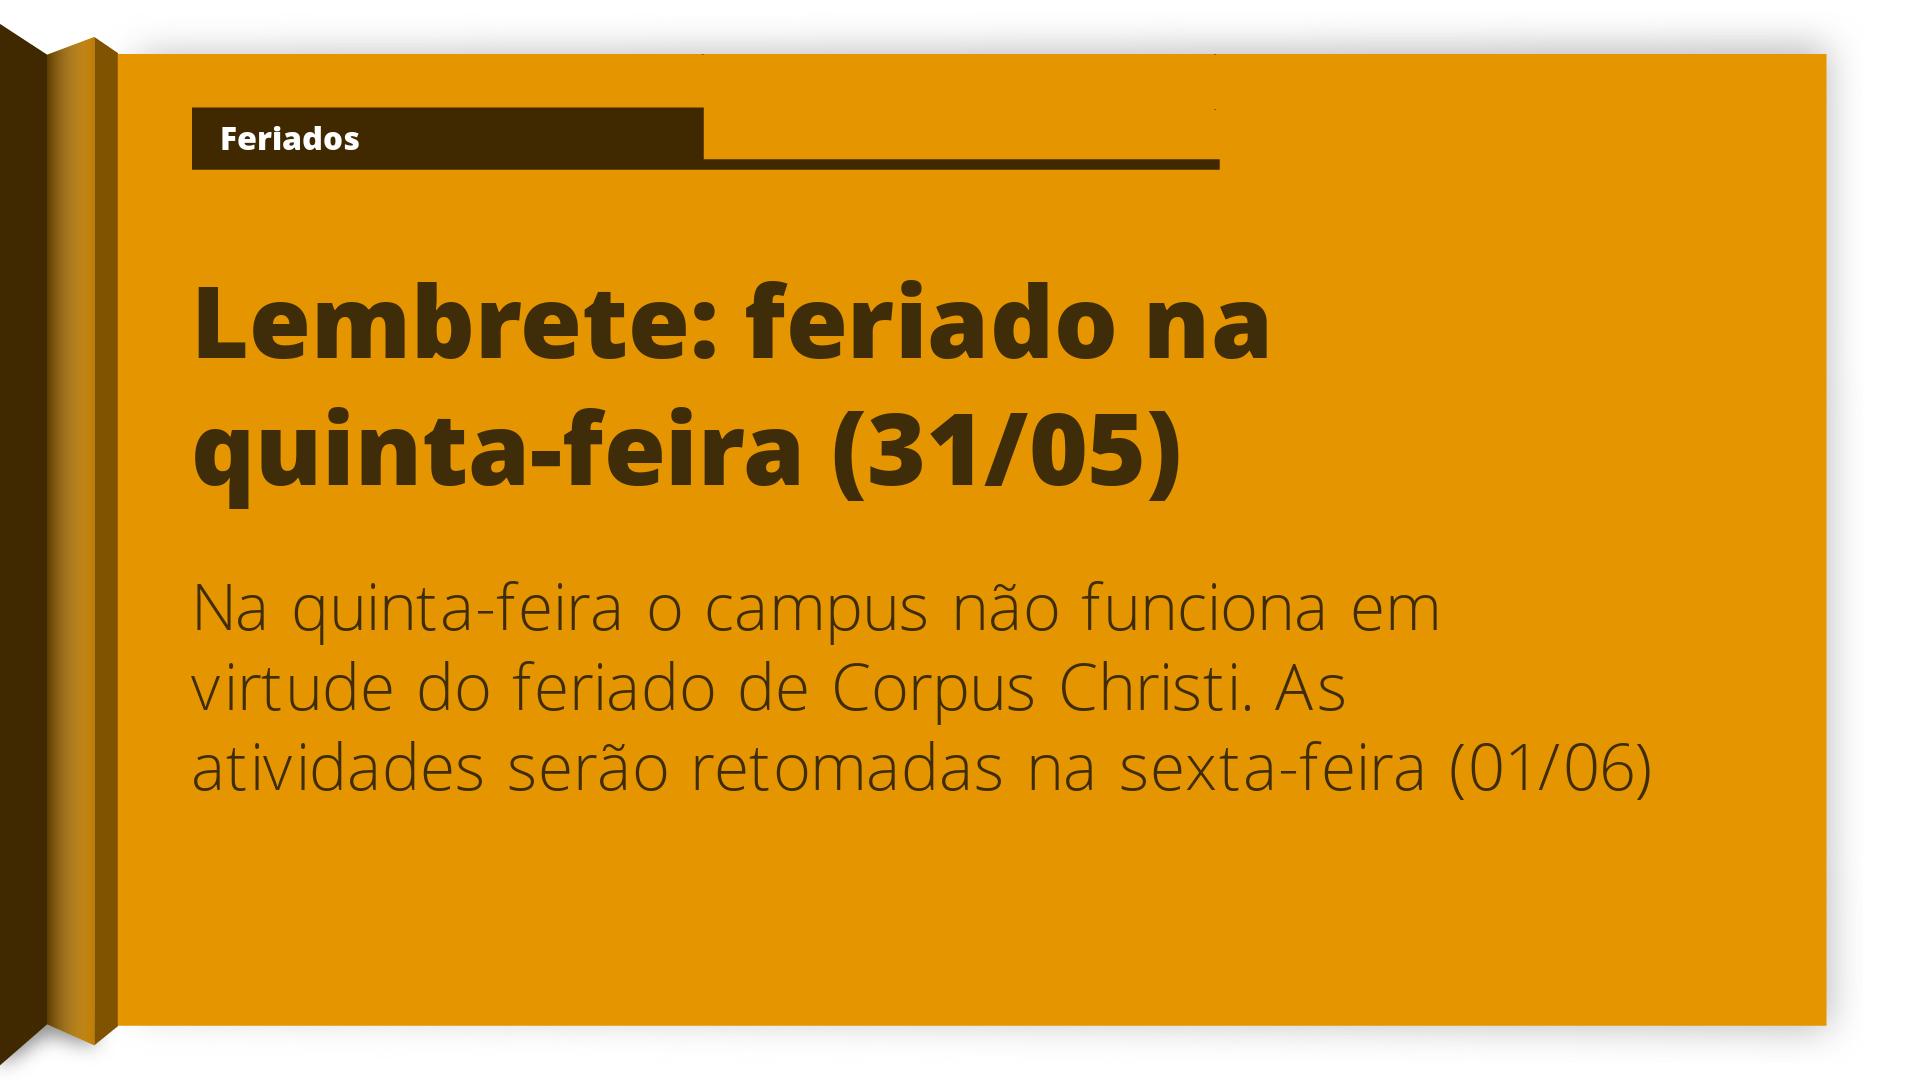 Feriados
Lembrete: feriado na
quinta-feira (31/05)
Na quinta-feira o campus não funciona em
virtude do feriado de Corpus Christi. As
atividades serão retomadas na sexta-feira (01/06)